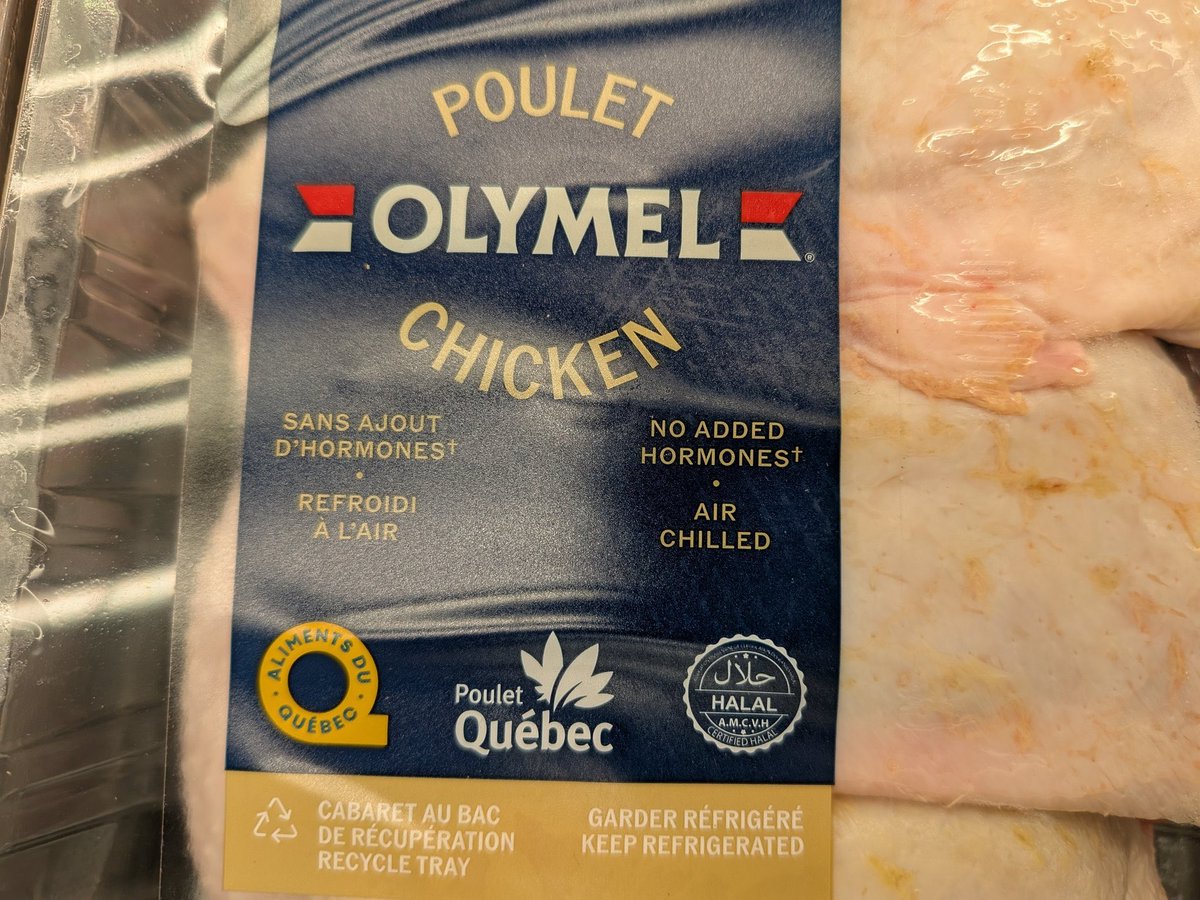 POULET
OLYMEL®
CHICKEN
SANS AJOUT
D'HORMONES†
•
REFROIDI
À L'AIR
NO ADDED
HORMONES†
•
AIR
CHILLED
ALIMENTS DU
QUÉBEC
Poulet
Québec
حلال
HALAL
A.M.C.V.H
CERTIFIED HALAL
CABARET AU BAC
DE RÉCUPÉRATION
RECYCLE TRAY
GARDER RÉFRIGÉRÉ
KEEP REFRIGERATED